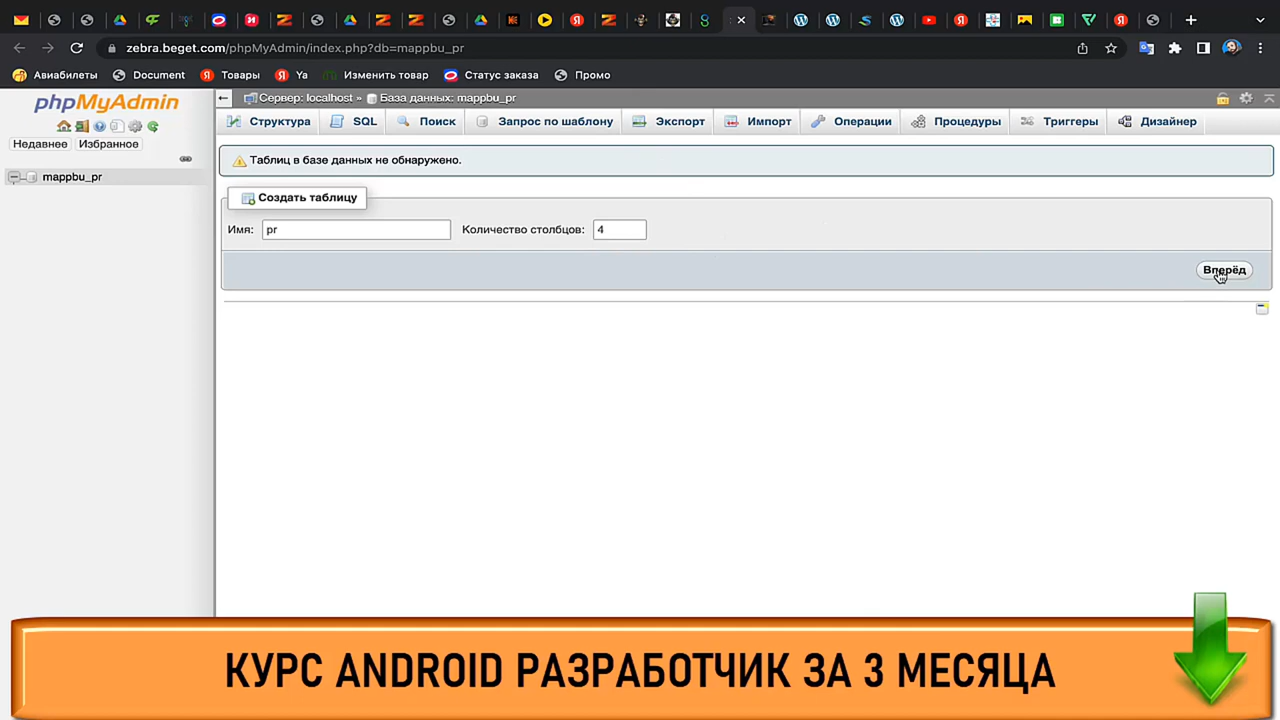 zebra.beget.com/phpMyAdmin/index.php?db=mappbu_pr
Авиабилеты Document Товары Ya Изменить товар Статус заказа Промо
phpMyAdmin
Недавнее Избранное
mappbu_pr
Сервер: localhost » База данных: mappbu_pr
Структура SQL Поиск Запрос по шаблону Экспорт Импорт Операции Процедуры Триггеры Дизайнер
Таблиц в базе данных не обнаружено.
Создать таблицу
Имя: pr Количество столбцов: 4
Вперёд
КУРС ANDROID РАЗРАБОТЧИК ЗА 3 МЕСЯЦА